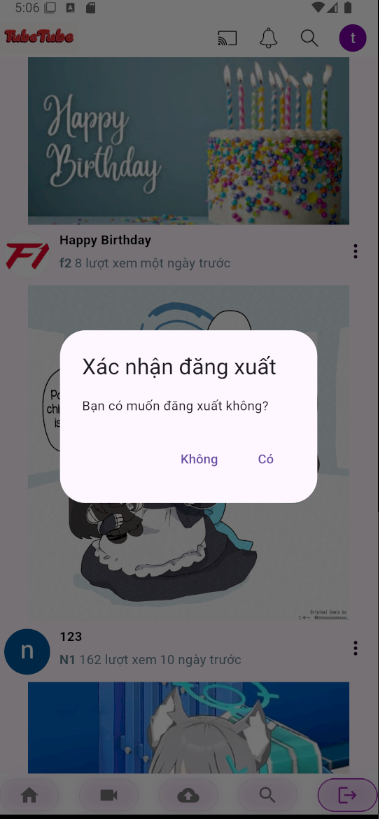 5:06
TubeTube
t
Happy
Birthday
F1
Happy Birthday
f2 8 lượt xem một ngày trước
Xác nhận đăng xuất
Bạn có muốn đăng xuất không?
Không Có
n
123
N1 162 lượt xem 10 ngày trước